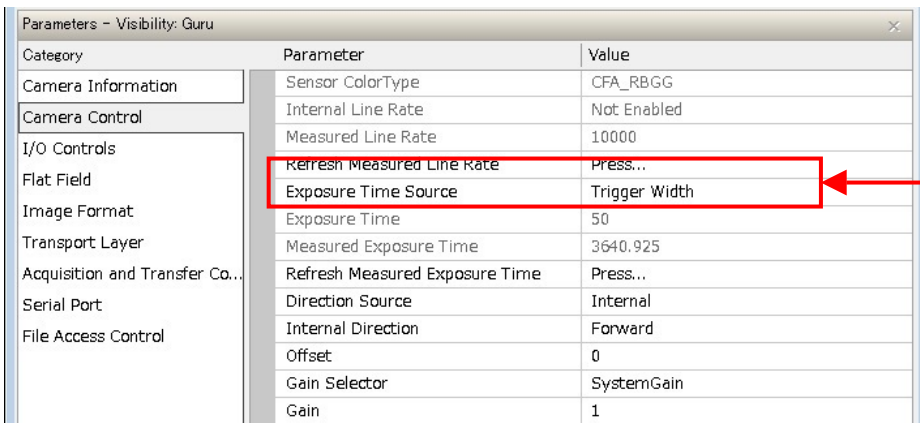 Parameters - Visibility: Guru
Category Parameter Value
Camera Information
Camera Control
I/O Controls
Flat Field
Image Format
Transport Layer
Acquisition and Transfer Co...
Serial Port
File Access Control
Sensor ColorType CFA_RBGG
Internal Line Rate Not Enabled
Measured Line Rate 10000
Refresh Measured Line Rate Press...
Exposure Time Source Trigger Width
Exposure Time 50
Measured Exposure Time 3640.925
Refresh Measured Exposure Time Press...
Direction Source Internal
Internal Direction Forward
Offset 0
Gain Selector SystemGain
Gain 1